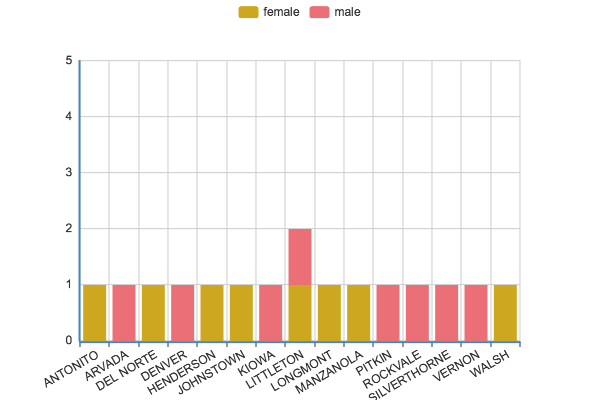 female male
5
4
3
2
1
0
ANTONITO
ARVADA
DEL NORTE
DENVER
HENDERSON
JOHNSTOWN
KIOWA
LITTLETON
LONGMONT
MANZANOLA
PITKIN
ROCKVALE
SILVERTHORNE
VERNON
WALSH